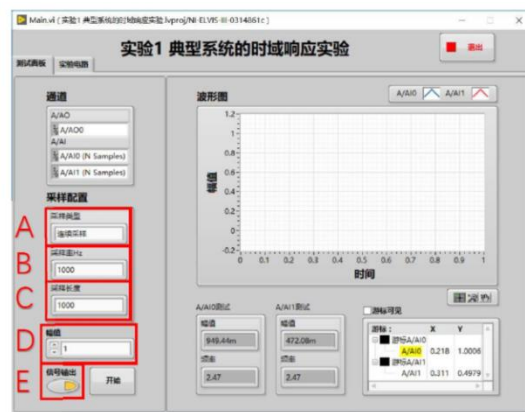 Main.vi [ 实验1 典型系统的时域响应实验.lvproj/NI-ELVIS-III-0314861c ]
实验1 典型系统的时域响应实验
退出
测试面板 实验电路
通道
A/AO
A/AO0
A/AI
A/AI0 (N Samples)
A/AI1 (N Samples)
采样配置
A
采样类型
连续采样
B
采样率Hz
1000
C
采样长度
1000
D
幅值
1
E
信号输出
开始
波形图
A/AI0 A/AI1
幅值
1.2
1
0.8
0.6
0.4
0.2
0
-0.2
0 0.1 0.2 0.3 0.4 0.5 0.6 0.7 0.8 0.9 1
时间
A/AI0测试
幅值
949.44m
频率
2.47
A/AI1测试
幅值
472.08m
频率
2.47
游标可见
游标: X Y
游标A/AI0
A/AI0 0.218 1.0006
游标A/AI1
A/AI1 0.311 0.4979